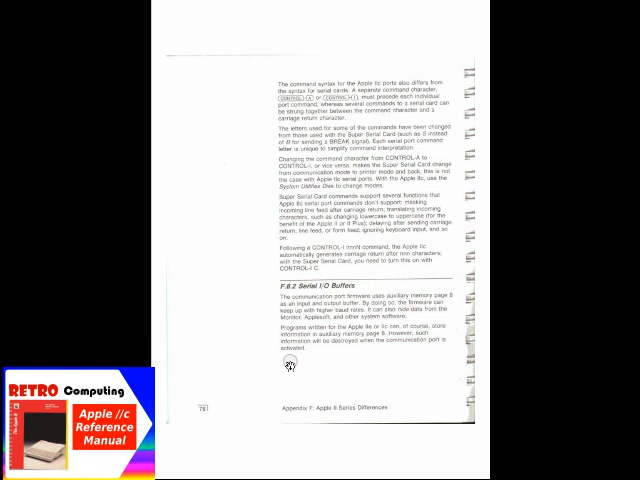 The command syntax for the Apple IIc ports also differs from
the syntax for serial cards. A separate command character,
CONTROL-A or CONTROL-I, must precede each individual
port command, whereas several commands to a serial card can
be strung together between the command character and a
carriage return character.
The letters used for some of the commands have been changed
from those used with the Super Serial Card (such as S instead
of B for sending a BREAK signal). Each serial port command
letter is unique to simplify command interpretation.
Changing the command character from CONTROL-A to
CONTROL-I, or vice versa, makes the Super Serial Card change
from communication mode to printer mode and back; this is not
the case with Apple IIc serial ports. With the Apple IIc, use the
System Utilities Disk to change modes.
Super Serial Card commands support several functions that
Apple IIc serial port commands don't support: masking
incoming line feed after carriage return; translating incoming
characters, such as changing lowercase to uppercase (for the
benefit of the Apple II or II Plus); delaying after sending carriage
return, line feed, or form feed; ignoring keyboard input, and so
on.
Following a CONTROL-I nnnN command, the Apple IIc
automatically generates carriage return after nnn characters;
with the Super Serial Card, you need to turn this on with
CONTROL-I C.
F.8.2 Serial I/O Buffers
The communication port firmware uses auxiliary memory page 8
as an input and output buffer. By doing so, the firmware can
keep up with higher baud rates. It can also hide data from the
Monitor, Applesoft, and other system software.
Programs written for the Apple IIe or IIc can, of course, store
information in auxiliary memory page 8. However, such
information will be destroyed when the communication port is
activated.
78
Appendix F: Apple II Series Differences
RETRO Computing
Apple //c
Reference
Manual